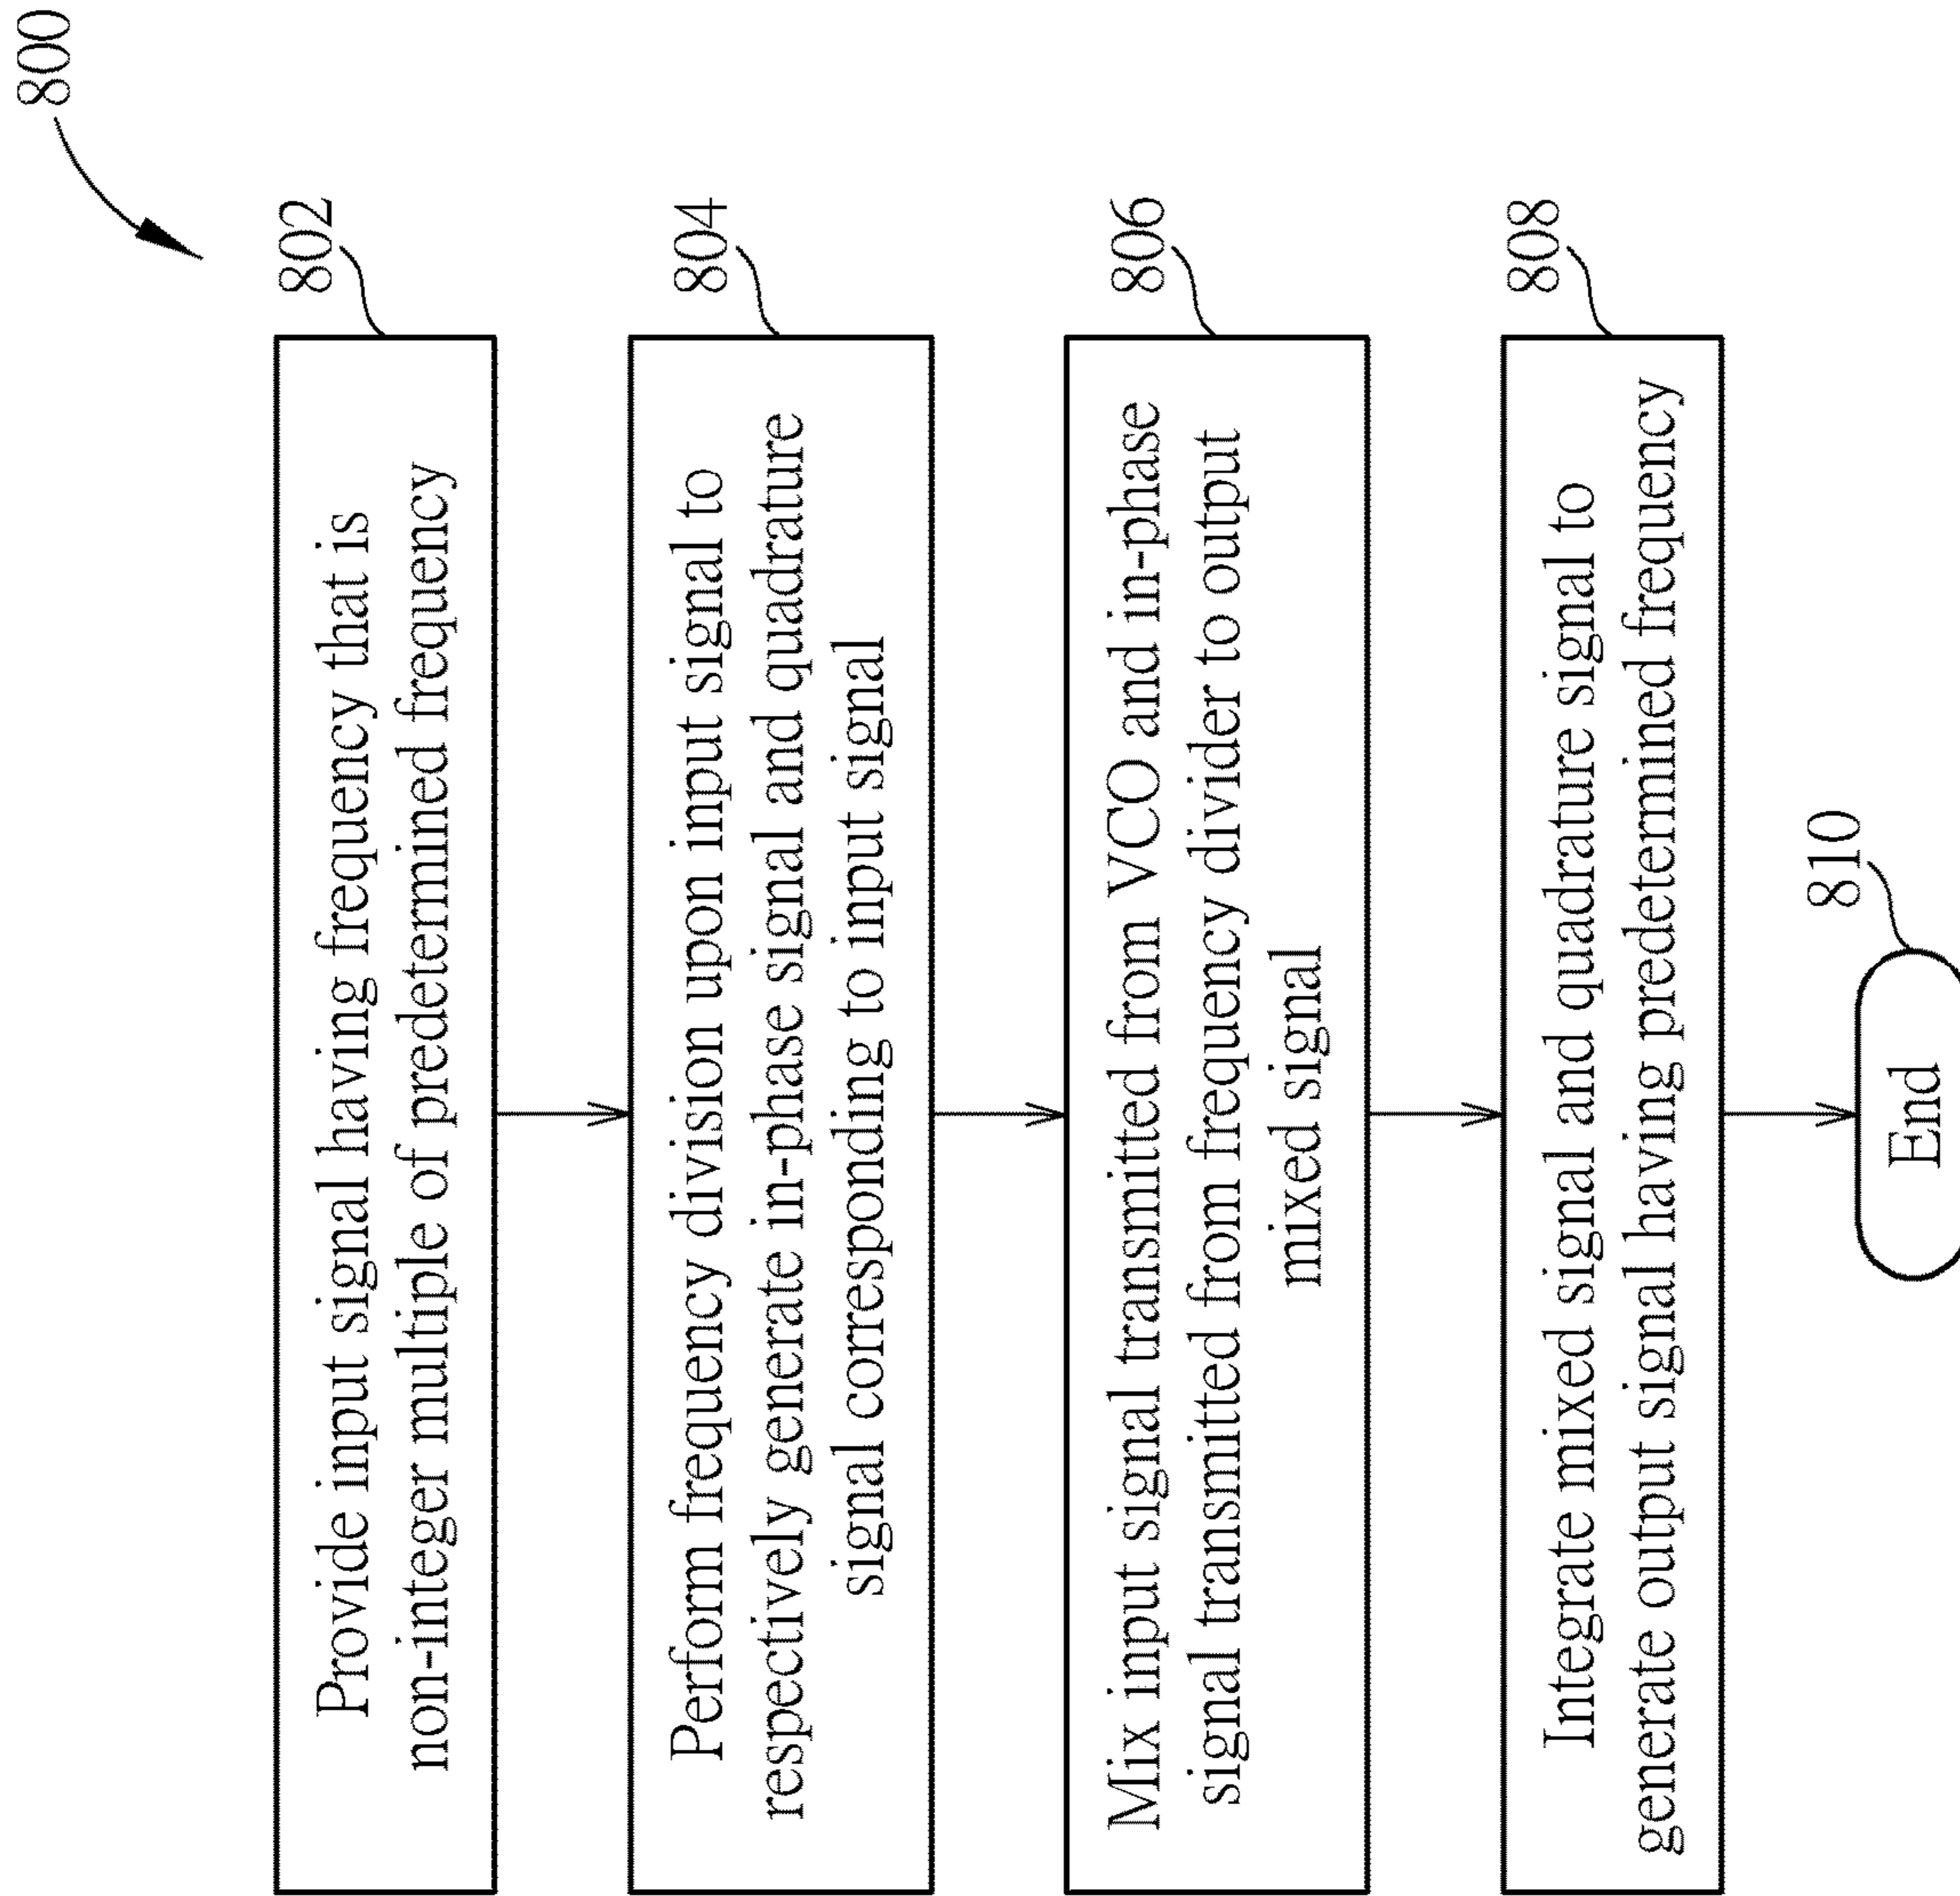 800
802
Provide input signal having frequency that is
non-integer multiple of predetermined frequency
804
Perform frequency division upon input signal to
respectively generate in-phase signal and quadrature
signal corresponding to input signal
806
Mix input signal transmitted from VCO and in-phase
signal transmitted from frequency divider to output
mixed signal
808
Integrate mixed signal and quadrature signal to
generate output signal having predetermined frequency
810
End